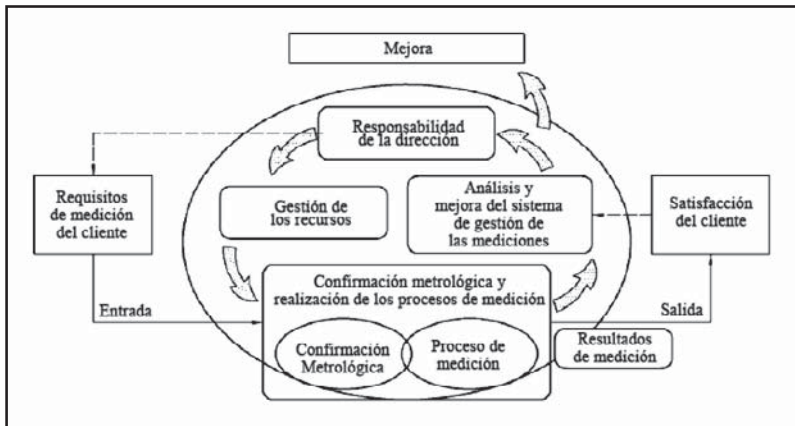 Mejora
Responsabilidad
de la dirección
Requisitos
de medición
del cliente
Gestión de
los recursos
Análisis y
mejora del sistema
de gestión de
las mediciones
Satisfacción
del cliente
Confirmación metrológica y
realización de los procesos de medición
Entrada
Salida
Confirmación
Metrológica
Proceso de
medición
Resultados
de medición